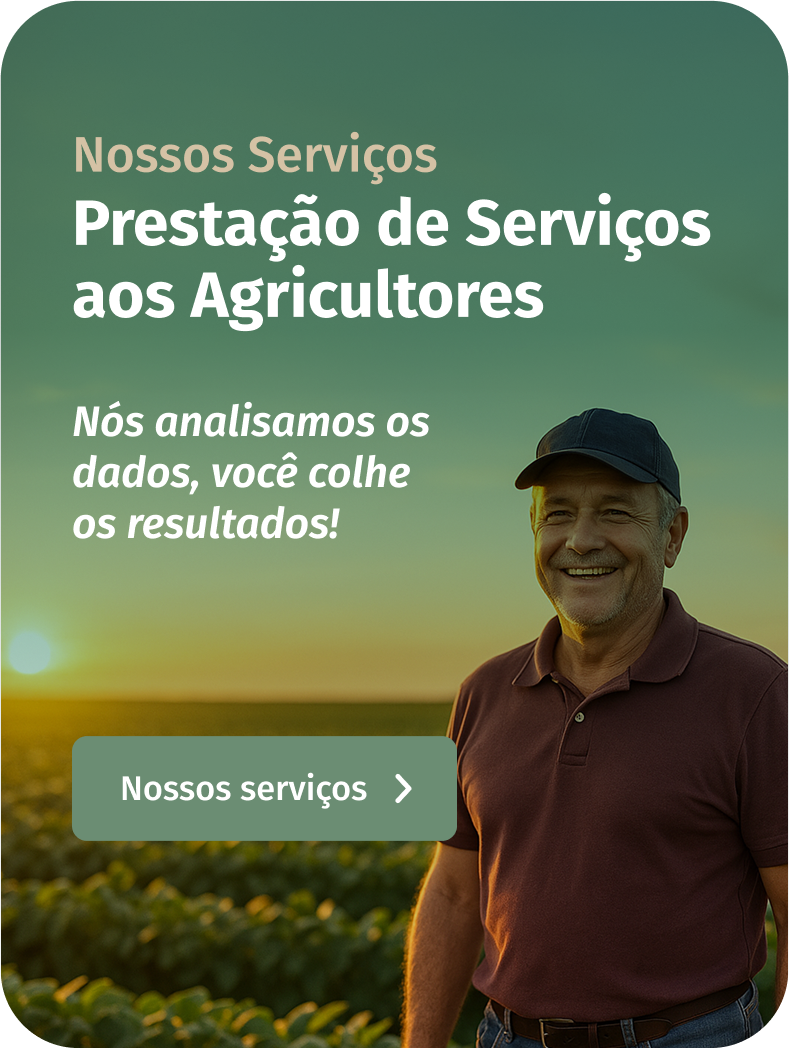 Nossos Serviços
Prestação de Serviços
aos Agricultores
Nós analisamos os
dados, você colhe
os resultados!
Nossos serviços